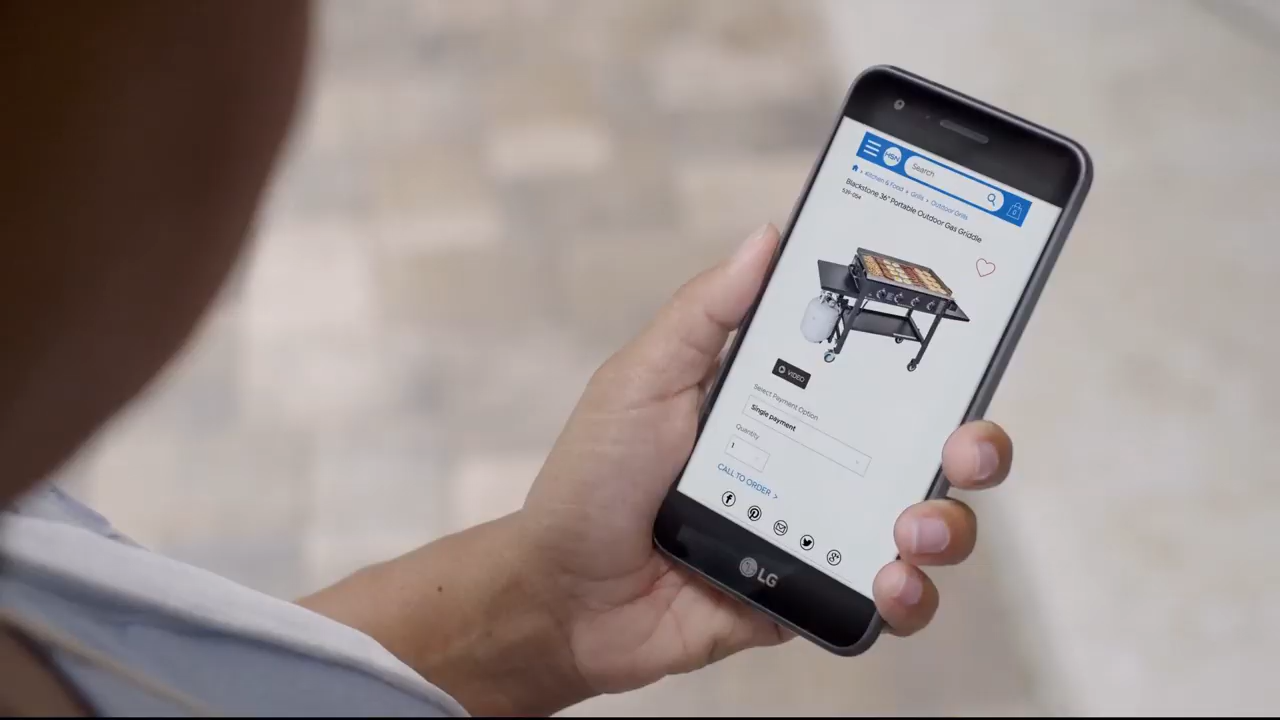 HSN
Search
Kitchen & Food > Grills > Outdoor Grills
Blackstone 36" Portable Outdoor Gas Griddle
VIDEO
Select Payment Option
Single payment
Quantity
1
CALL TO ORDER >
LG